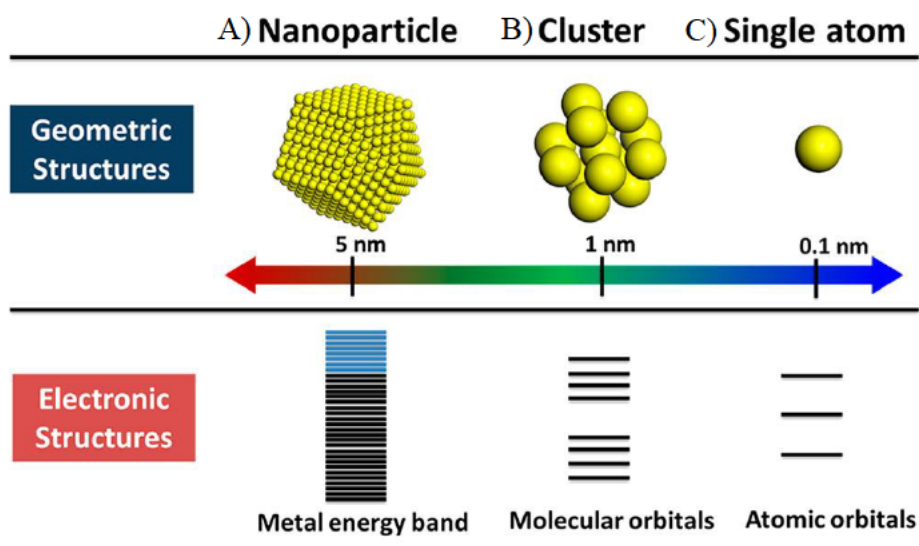 A) Nanoparticle B) Cluster C) Single atom
Geometric
Structures
5 nm 1 nm 0.1 nm
Electronic
Structures
Metal energy band Molecular orbitals Atomic orbitals